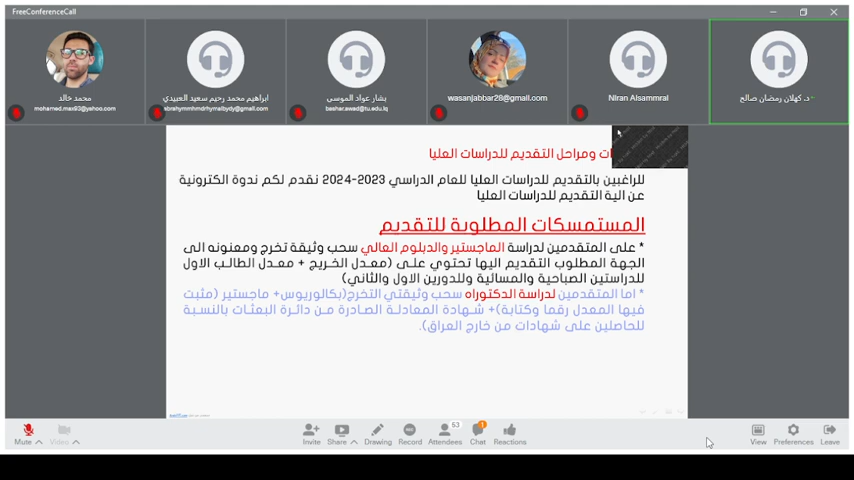 FreeConferenceCall
محمد خالد
mohamed.max93@yahoo.com
ابراهيم محمد رحيم سعيد العبيدي
بشار عواد الموسى
bashar.awad@tu.edu.iq
wasanjabbar28@gmail.com
Niran Alsammral
د. كهلان رمضان صالح
ات ومراحل التقديم للدراسات العليا
للراغبين بالتقديم للدراسات العليا للعام الدراسي 2023-2024 نقدم لكم ندوة الكترونية
عن الية التقديم للدراسات العليا
المستمسكات المطلوبة للتقديم
* على المتقدمين لدراسة الماجستير والدبلوم العالي سحب وثيقة تخرج ومعنونه الى
الجهة المطلوب التقديم اليها تحتوي على (معدل الخريج + معدل الطالب الاول
للدراستين الصباحية والمسائية وللدورين الاول والثاني)
* اما المتقدمين لدراسة الدكتوراه سحب وثيقتي التخرج(بكالوريوس+ ماجستير (مثبت
فيها المعدل رقما وكتابة)+ شهادة المعادلة الصادرة من دائرة البعثات بالنسبة
للحاصلين على شهادات من خارج العراق).
Mute
Video
Invite
Share
Drawing
Record
53
Attendees
1
Chat
Reactions
View
Preferences
Leave